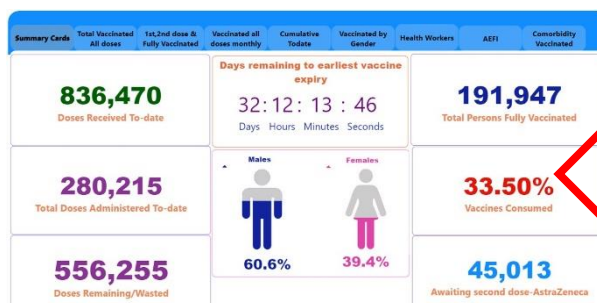 Summary Cards
Total Vaccinated
All doses
1st,2nd dose &
Fully Vaccinated
Vaccinated all
doses monthly
Cumulative
Todate
Vaccinated by
Gender
Health Workers
AEFI
Comorbidity
Vaccinated
836,470
Doses Received To-date
Days remaining to earliest vaccine
expiry
32: 12: 13 : 46
Days Hours Minutes Seconds
191,947
Total Persons Fully Vaccinated
280,215
Total Doses Administered To-date
Males
Females
60.6%
39.4%
33.50%
Vaccines Consumed
556,255
Doses Remaining/Wasted
45,013
Awaiting second dose-AstraZeneca